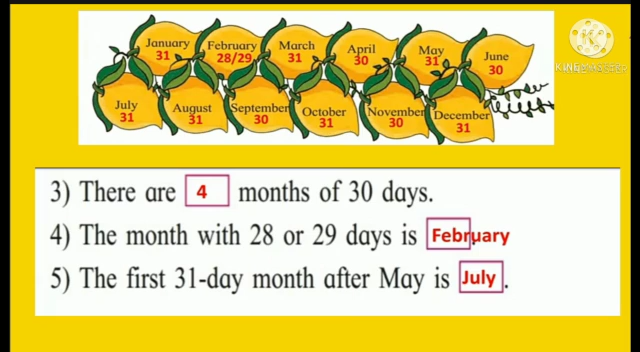 January February March April May June
31 28/29 31 30 31 30
July August September October November December
31 31 30 31 30 31
3) There are 4 months of 30 days.
4) The month with 28 or 29 days is February
5) The first 31-day month after May is July.